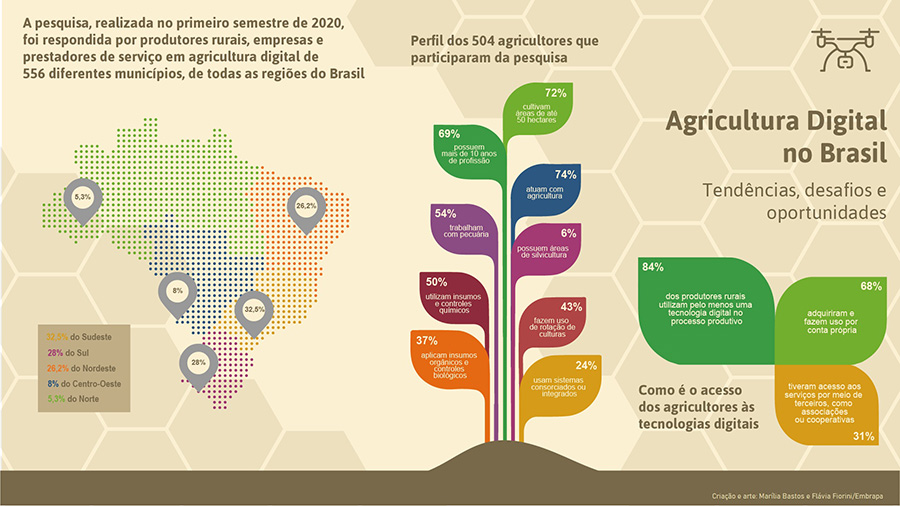 A pesquisa, realizada no primeiro semestre de 2020,
foi respondida por produtores rurais, empresas e
prestadores de serviço em agricultura digital de
556 diferentes municípios, de todas as regiões do Brasil
5,3%
26,2%
8%
32,5%
28%
32,5% do Sudeste
28% do Sul
26,2% do Nordeste
8% do Centro-Oeste
5,3% do Norte
Perfil dos 504 agricultores que
participaram da pesquisa
72%
cultivam
áreas de até
50 hectares
69%
possuem
mais de 10 anos
de profissão
74%
atuam com
agricultura
54%
trabalham
com pecuária
6%
possuem áreas
de silvicultura
50%
utilizam insumos
e controles
químicos
43%
fazem uso
de rotação de
culturas
37%
aplicam insumos
orgânicos e
controles
biológicos
24%
usam sistemas
consorciados ou
integrados
Agricultura Digital
no Brasil
Tendências, desafios e
oportunidades
84%
dos produtores rurais
utilizam pelo menos uma
tecnologia digital no
processo produtivo
68%
adquiriram e
fazem uso por
conta própria
Como é o acesso
dos agricultores às
tecnologias digitais
tiveram acesso aos
serviços por meio de
terceiros, como
associações
ou cooperativas
31%
Criação e arte: Marília Bastos e Flávia Fiorini/Embrapa